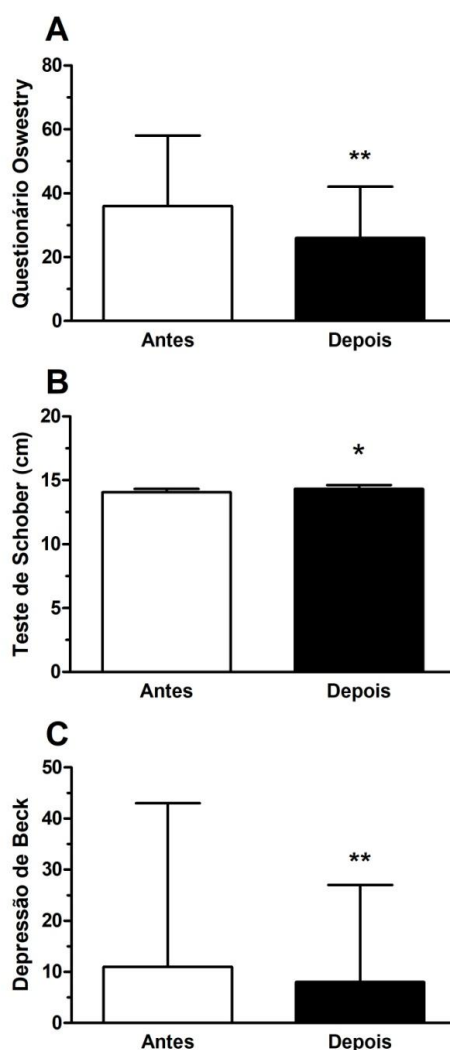 A
Questionário Oswestry
80
60
40
20
0
**
Antes
Depois
B
Teste de Schober (cm)
20
15
10
5
0
*
Antes
Depois
C
Depressão de Beck
50
40
30
20
10
0
**
Antes
Depois